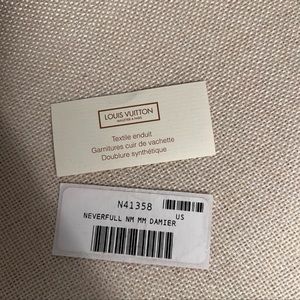 LOUIS VUITTON
MALLETIER A PARIS
Textile enduit
Garnitures cuir de vachette
Doublure synthétique
N41358
US
NEVERFULL NM MM DAMIER